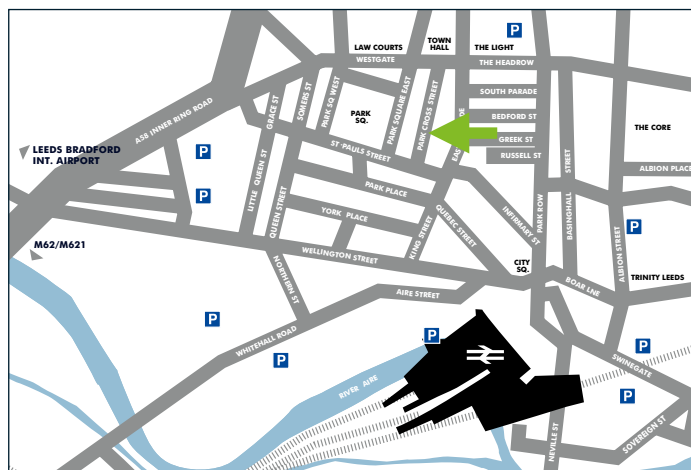 P
LAW COURTS
TOWN
HALL
THE LIGHT
WESTGATE
THE HEADROW
SOUTH PARADE
BEDFORD ST
GREEK ST
RUSSELL ST
A58 INNER RING ROAD
GRACE ST
SOMERS ST
PARK SQ WEST
PARK
SQ.
PARK SQUARE EAST
PARK CROSS STREET
THE CORE
LEEDS BRADFORD
INT. AIRPORT
P
ST PAULS STREET
STREET
ALBION PLACE
P
LITTLE QUEEN ST
QUEEN STREET
PARK PLACE
YORK PLACE
KING STREET
QUEBEC STREET
INFIRMARY ST
PARK ROW
BASINGHALL
ALBION STREET
P
M62/M621
WELLINGTON STREET
NORTHERN ST
CITY
SQ.
BOAR LNE
TRINITY LEEDS
AIRE STREET
P
WHITEHALL ROAD
P
P
P
SWINEGATE
P
RIVER AIRE
NEVILLE ST
SOVEREIGN ST